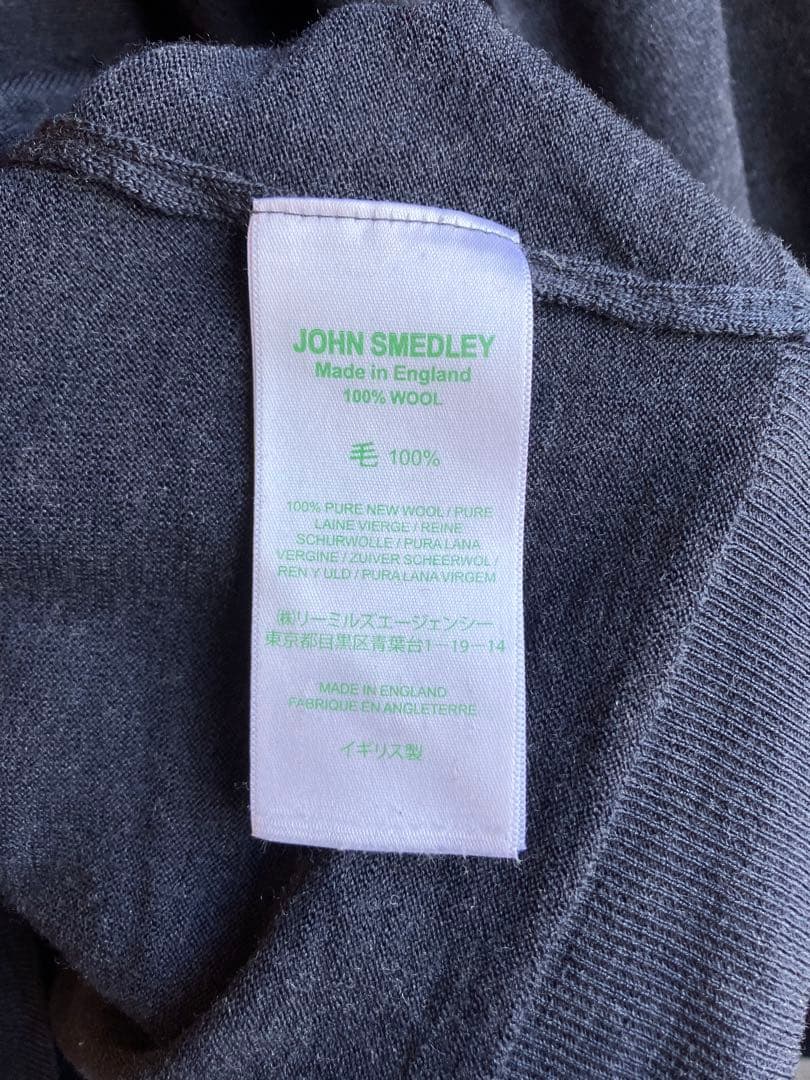 JOHN SMEDLEY
Made in England
100% WOOL
毛 100%
100% PURE NEW WOOL / PURE
LAINE VIERGE / REINE
SCHURWOLLE / PURA LANA
VERGINE / ZUIVER SCHEERWOL /
REN Y ULD / PURA LANA VIRGEM
㈱リーミルズエージェンシー
東京都目黒区青葉台1－19－14
MADE IN ENGLAND
FABRIQUE EN ANGLETERRE
イギリス製